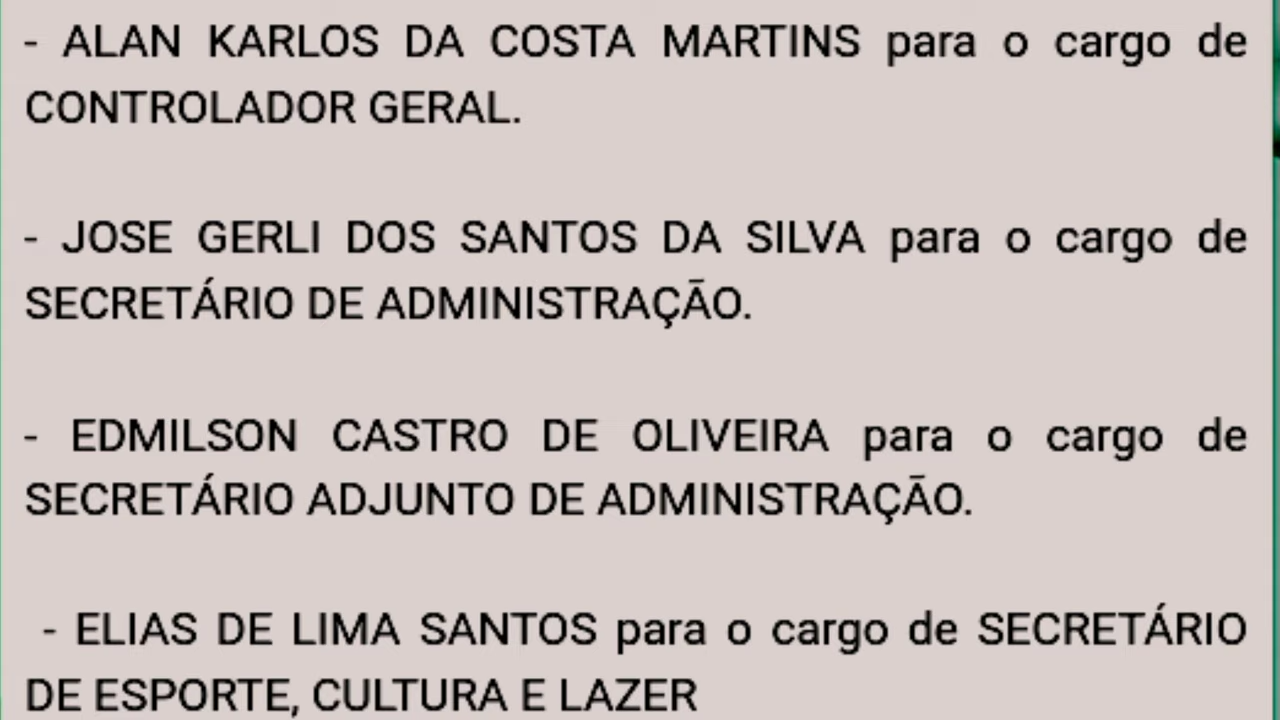 - ALAN KARLOS DA COSTA MARTINS para o cargo de
CONTROLADOR GERAL.
- JOSE GERLI DOS SANTOS DA SILVA para o cargo de
SECRETÁRIO DE ADMINISTRAÇÃO.
- EDMILSON CASTRO DE OLIVEIRA para o cargo de
SECRETÁRIO ADJUNTO DE ADMINISTRAÇÃO.
- ELIAS DE LIMA SANTOS para o cargo de SECRETÁRIO
DE ESPORTE, CULTURA E LAZER